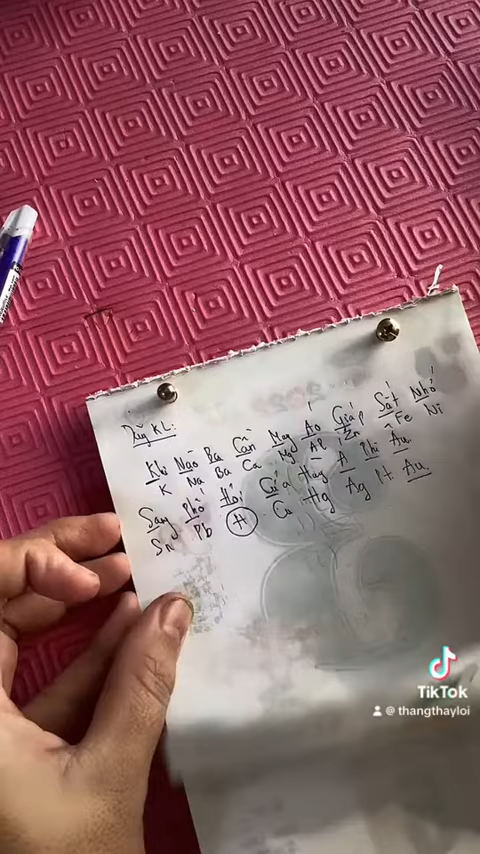 Dãy KL:
Khi Nào Ba Cần May Áo Giáp Sắt Nhớ
K Na Ba Ca Mg Al Zn Fe Ni
Sang Phố Hỏi Cửa Hàng Á Phi Âu
Sn Pb H Cu Hg Ag Pt Au
TikTok
@ thangthayloi